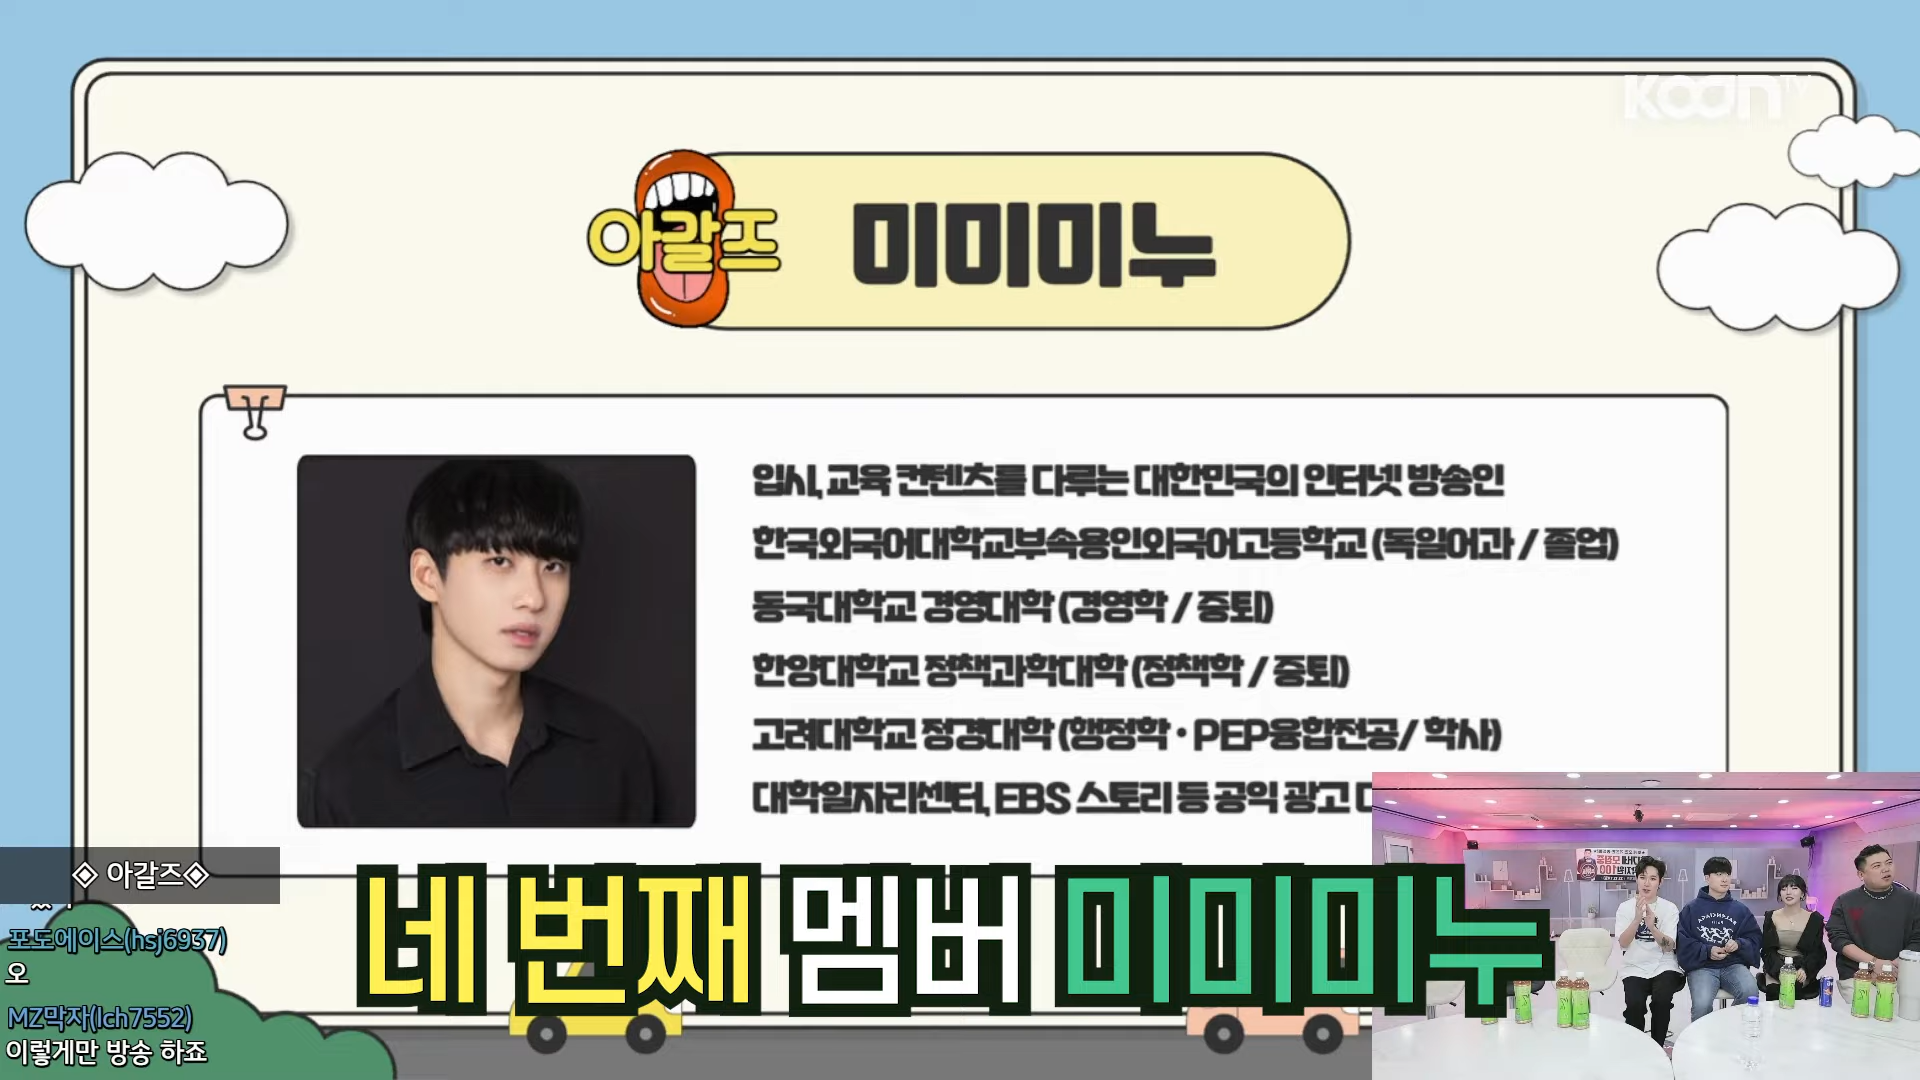 KOONTV
아갈즈
미미미누
입시, 교육 컨텐츠를 다루는 대한민국의 인터넷 방송인
한국외국어대학교부속용인외국어고등학교 (독일어과 / 졸업)
동국대학교 경영대학 (경영학 / 중퇴)
한양대학교 정책과학대학 (정책학 / 중퇴)
고려대학교 정경대학 (행정학 · PEP융합전공/ 학사)
대학일자리센터, EBS 스토리 등 공익 광고
◈ 아갈즈◈
네 번째 멤버 미미미누
포도에이스(hsj6937)
오
MZ막자(lch7552)
이렇게만 방송 하죠